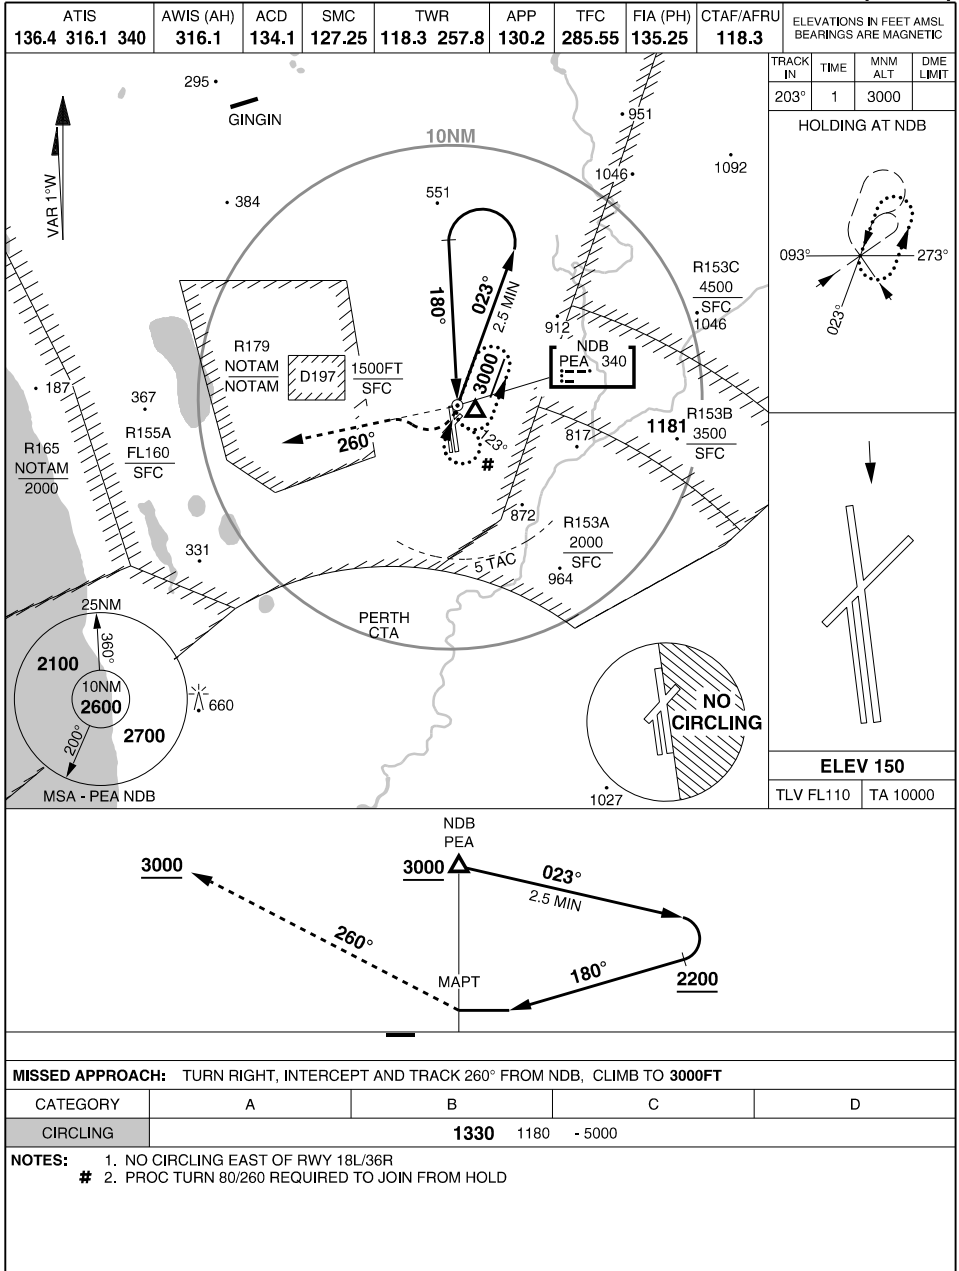 ATIS
136.4 316.1 340
AWIS (AH)
316.1
ACD
134.1
SMC
127.25
TWR
118.3 257.8
APP
130.2
TFC
285.55
FIA (PH)
135.25
CTAF/AFRU
118.3
ELEVATIONS IN FEET AMSL
BEARINGS ARE MAGNETIC
TRACK IN
TIME
MNM ALT
DME LIMIT
203°
1
3000
HOLDING AT NDB
093°
273°
023°
295
GINGIN
VAR 1°W
10NM
951
1046
1092
384
551
180°
023°
2.5 MIN
R153C
4500
SFC
1046
912
NDB
PEA 340
R179
NOTAM
NOTAM
D197
1500FT
SFC
3000
187
367
R155A
FL160
SFC
R165
NOTAM
2000
260°
123°
#
817
1181
R153B
3500
SFC
872
R153A
2000
SFC
964
5 TAC
331
PERTH
CTA
25NM
360°
2100
10NM
2600
2700
200°
MSA - PEA NDB
660
NO
CIRCLING
1027
ELEV 150
TLV FL110
TA 10000
NDB
PEA
3000
3000
023°
2.5 MIN
260°
MAPT
180°
2200
MISSED APPROACH: TURN RIGHT, INTERCEPT AND TRACK 260° FROM NDB, CLIMB TO 3000FT
CATEGORY A B C D
CIRCLING 1330 1180 - 5000
NOTES: 1. NO CIRCLING EAST OF RWY 18L/36R
# 2. PROC TURN 80/260 REQUIRED TO JOIN FROM HOLD